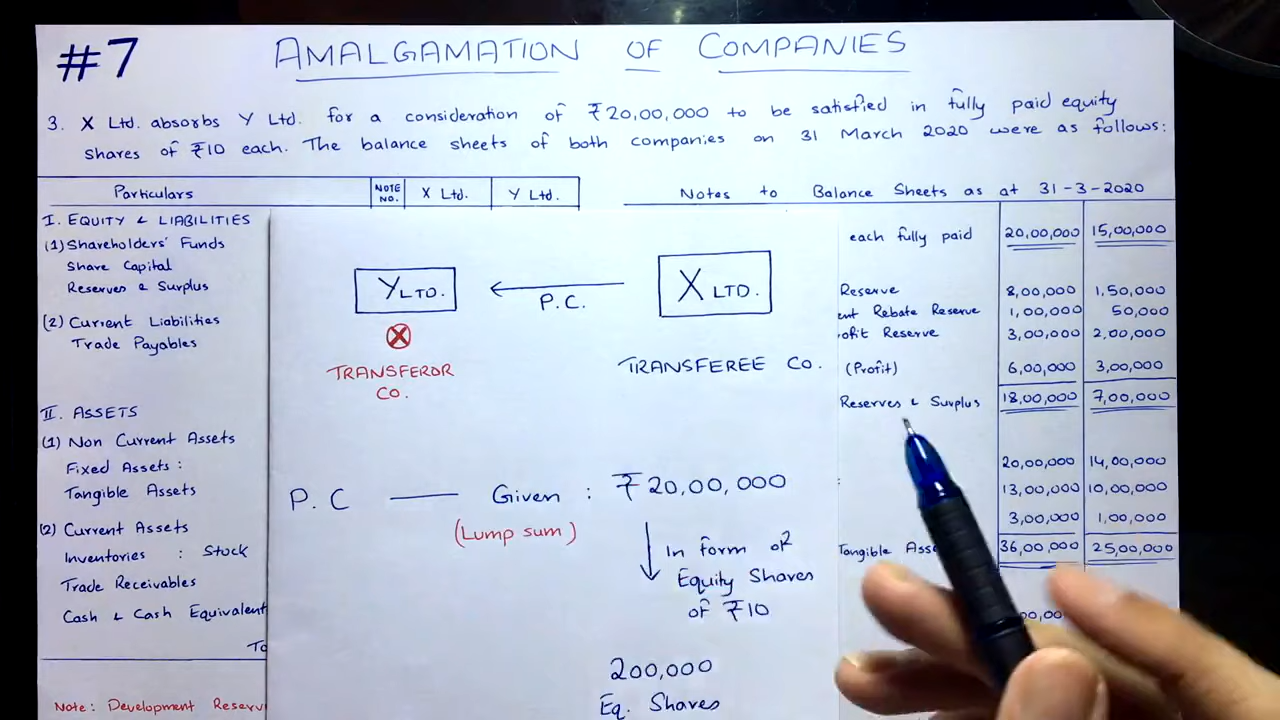 #7
AMALGAMATION OF COMPANIES
3. X Ltd. absorbs Y Ltd. for a consideration of ₹20,00,000 to be satisfied in fully paid equity
shares of ₹10 each. The balance sheets of both companies on 31 March 2020 were as follows:
Particulars NOTE NO. X Ltd. Y Ltd.
I. EQUITY & LIABILITIES
(1) Shareholders' Funds
Share Capital
Reserves & Surplus
(2) Current Liabilities
Trade Payables
II. ASSETS
(1) Non Current Assets
Fixed Assets :
Tangible Assets
(2) Current Assets
Inventories : Stock
Trade Receivables
Cash & Cash Equivalent
To
Note: Development Reserv
Y LTD.
P.C.
X LTD.
TRANSFEROR
CO.
TRANSFEREE CO.
P.C — Given : ₹20,00,000
(Lump sum)
In form of
Equity Shares
of ₹10
200,000
Eq. Shares
Notes to Balance Sheets as at 31-3-2020
each fully paid 20,00,000 15,00,000
Reserve 8,00,000 1,50,000
ent Rebate Reserve 1,00,000 50,000
ofit Reserve 3,00,000 2,00,000
(Profit) 6,00,000 3,00,000
Reserves & Surplus 18,00,000 7,00,000
: 20,00,000 14,00,000
13,00,000 10,00,000
3,00,000 1,00,000
Tangible Asse 36,00,000 25,00,000